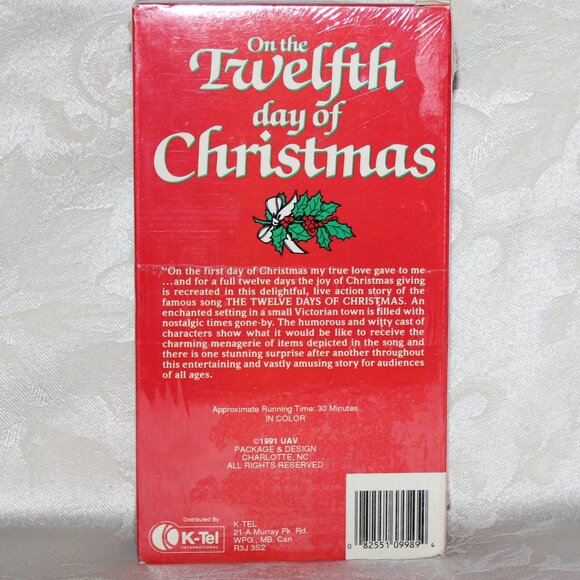 On the
Twelfth
day of
Christmas
"On the first day of Christmas my true love gave to me
...and for a full twelve days the joy of Christmas giving
is recreated in this delightful, live action story of the
famous song THE TWELVE DAYS OF CHRISTMAS. An
enchanted setting in a small Victorian town is filled with
nostalgic times gone-by. The humorous and witty cast of
characters show what it would be like to receive the
charming menagerie of items depicted in the song and
there is one stunning surprise after another throughout
this entertaining and vastly amusing story for audiences
of all ages.
Approximate Running Time: 30 Minutes
IN COLOR
©1991 UAV
PACKAGE & DESIGN
CHARLOTTE, NC
ALL RIGHTS RESERVED
Distributed By
K-Tel
INTERNATIONAL
K-TEL
21-A Murray Pk. Rd.
WPG., MB. Can
R3J 3S2
0 82551 09989 4